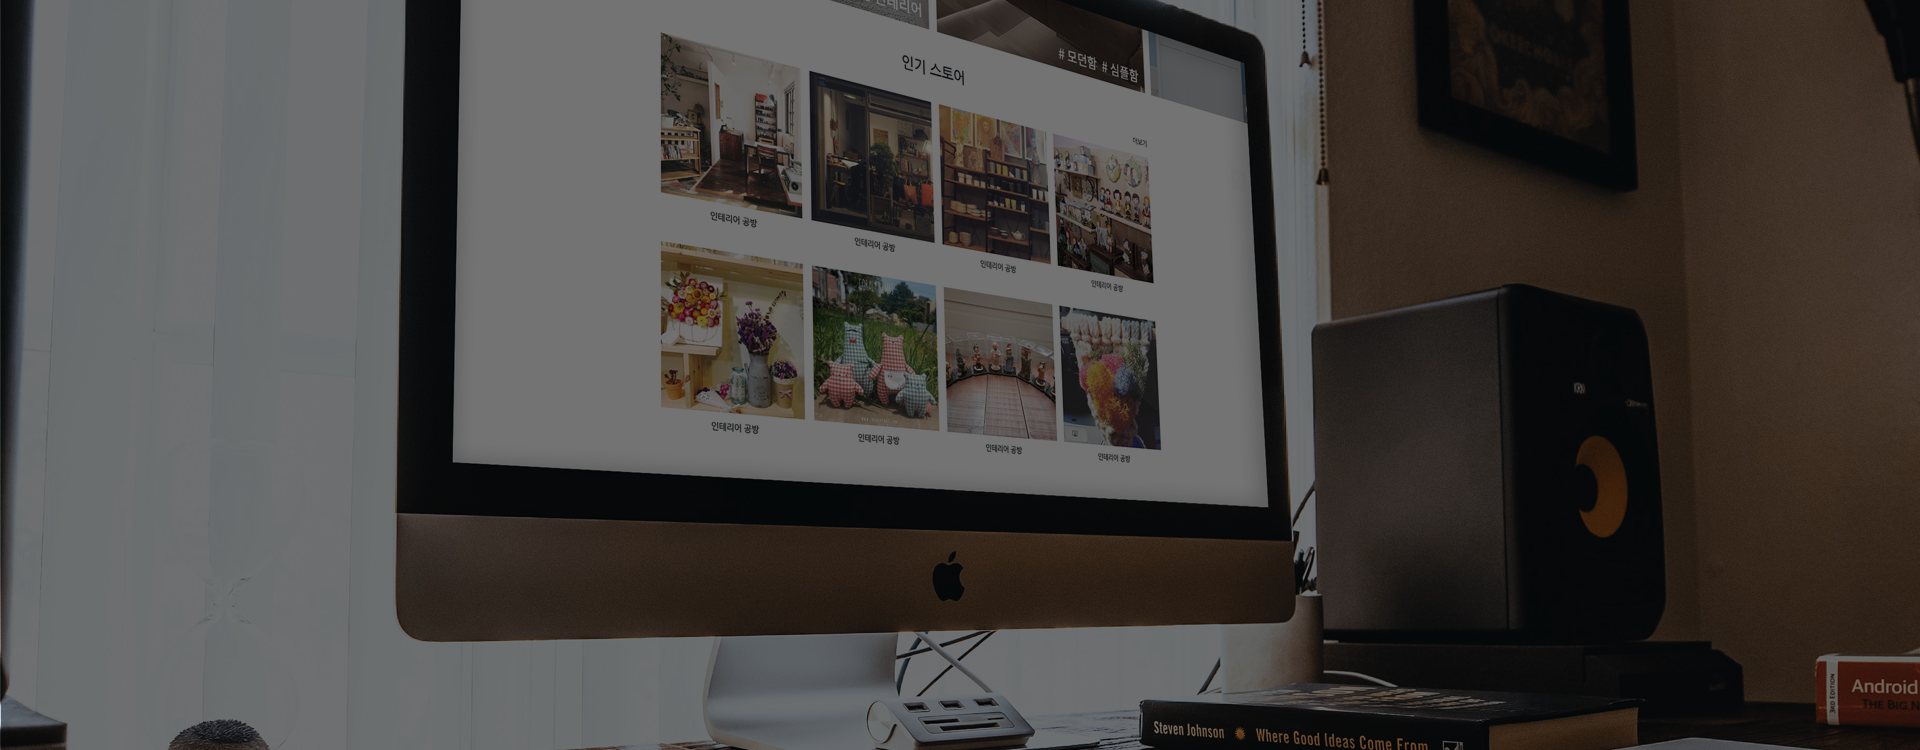 인테리어
# 모던함 # 심플함
인기 스토어
더보기
인테리어 공방
인테리어 공방
인테리어 공방
인테리어 공방
인테리어 공방
인테리어 공방
인테리어 공방
인테리어 공방
Steven Johnson Where Good Ideas Come From
3RD EDITION
Android
THE BIG N